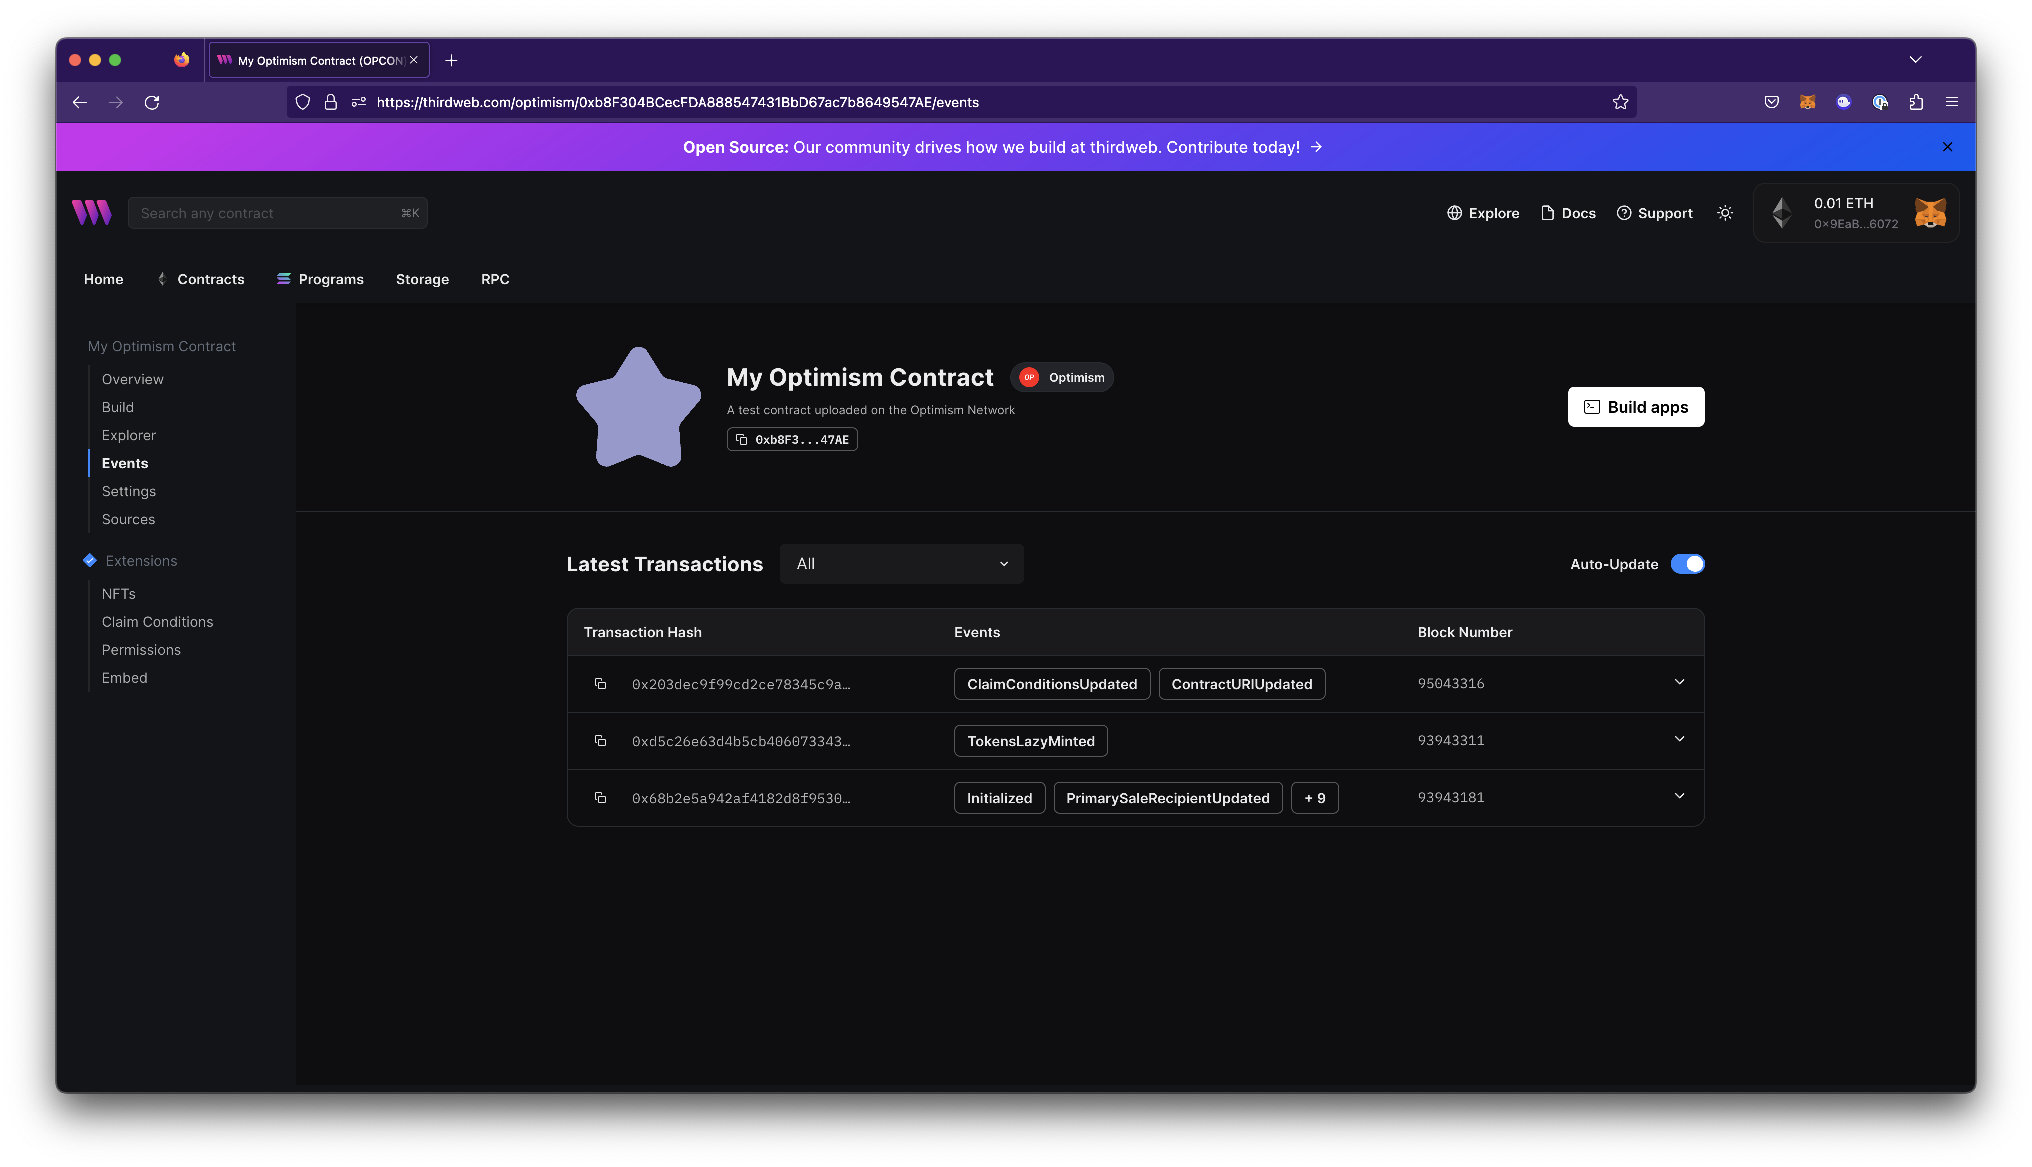 My Optimism Contract (OPCON
https://thirdweb.com/optimism/0xb8F304BCecFDA888547431BbD67ac7b8649547AE/events
Open Source: Our community drives how we build at thirdweb. Contribute today! →
Search any contract ⌘K
Explore Docs Support
0.01 ETH
0x9EaB...6072
Home Contracts Programs Storage RPC
My Optimism Contract
Overview
Build
Explorer
Events
Settings
Sources
Extensions
NFTs
Claim Conditions
Permissions
Embed
My Optimism Contract OP Optimism
A test contract uploaded on the Optimism Network
0xb8F3...47AE
Build apps
Latest Transactions All Auto-Update
Transaction Hash Events Block Number
0x203dec9f99cd2ce78345c9a… ClaimConditionsUpdated ContractURIUpdated 95043316
0xd5c26e63d4b5cb406073343… TokensLazyMinted 93943311
0x68b2e5a942af4182d8f9530… Initialized PrimarySaleRecipientUpdated + 9 93943181